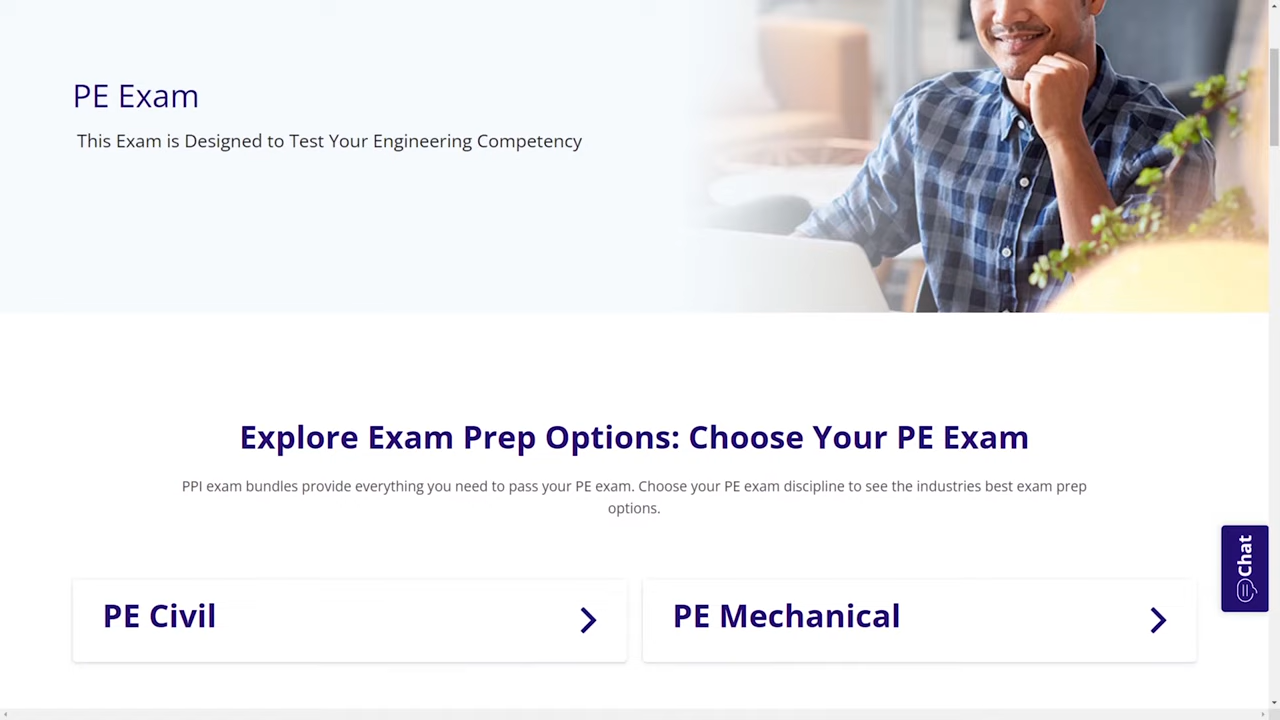 PE Exam
This Exam is Designed to Test Your Engineering Competency
Explore Exam Prep Options: Choose Your PE Exam
PPI exam bundles provide everything you need to pass your PE exam. Choose your PE exam discipline to see the industries best exam prep
options.
Chat
PE Civil
PE Mechanical